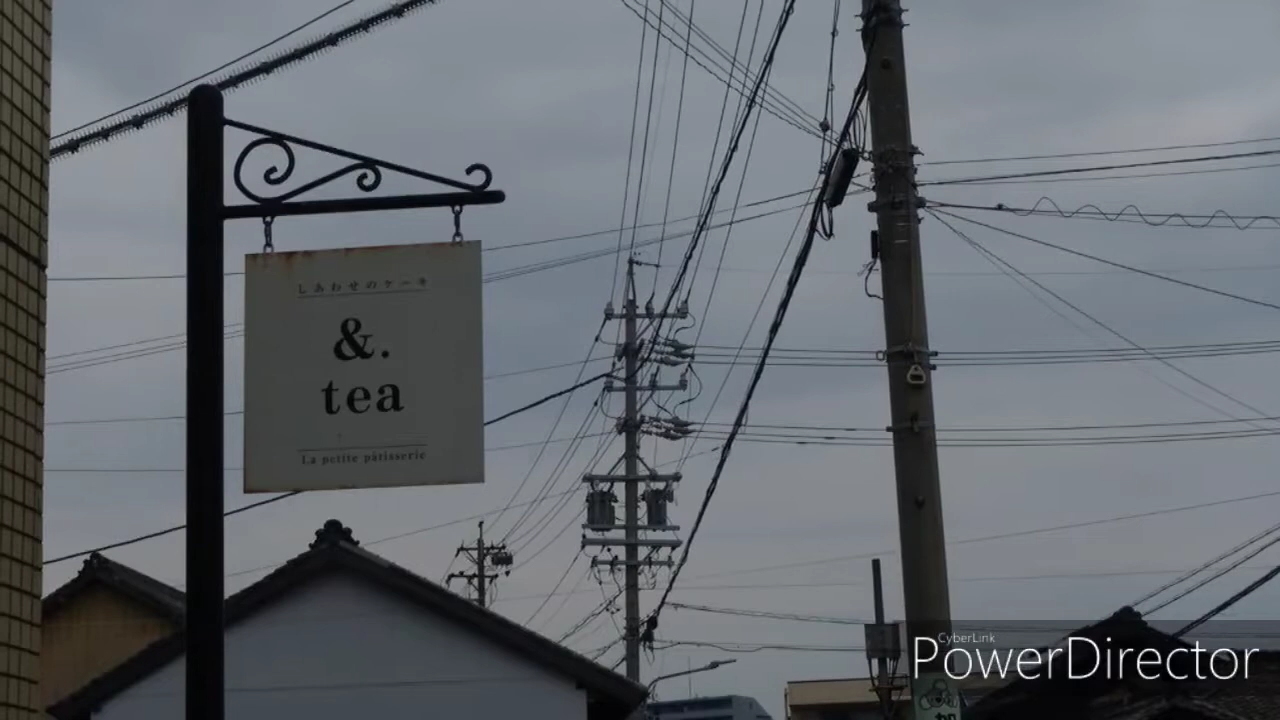 しあわせのケーキ
&.
tea
La petite pâtisserie
CyberLink
PowerDirector